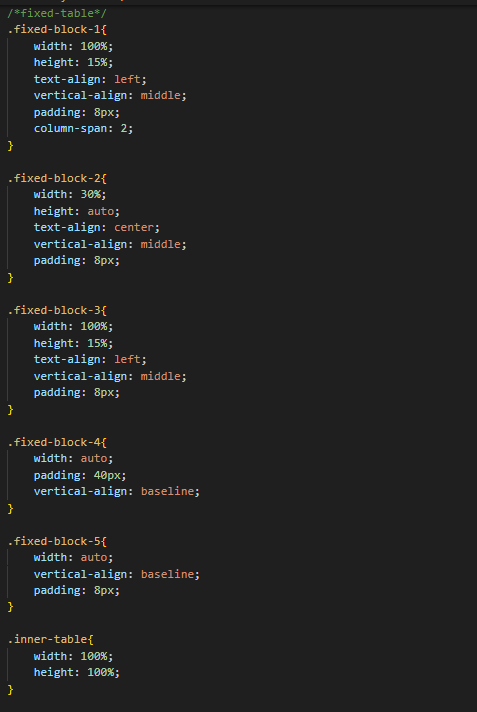 /*fixed-table*/
.fixed-block-1{
    width: 100%;
    height: 15%;
    text-align: left;
    vertical-align: middle;
    padding: 8px;
    column-span: 2;
}

.fixed-block-2{
    width: 30%;
    height: auto;
    text-align: center;
    vertical-align: middle;
    padding: 8px;
}

.fixed-block-3{
    width: 100%;
    height: 15%;
    text-align: left;
    vertical-align: middle;
    padding: 8px;
}

.fixed-block-4{
    width: auto;
    padding: 40px;
    vertical-align: baseline;
}

.fixed-block-5{
    width: auto;
    vertical-align: baseline;
    padding: 8px;
}

.inner-table{
    width: 100%;
    height: 100%;
}